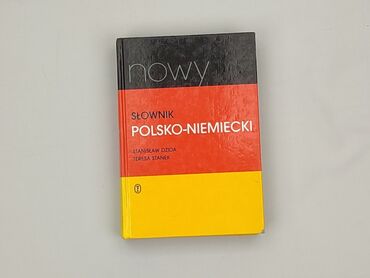 nowy
SŁOWNIK
POLSKO-NIEMIECKI
STANISŁAW DZIDA
TERESA STANEK